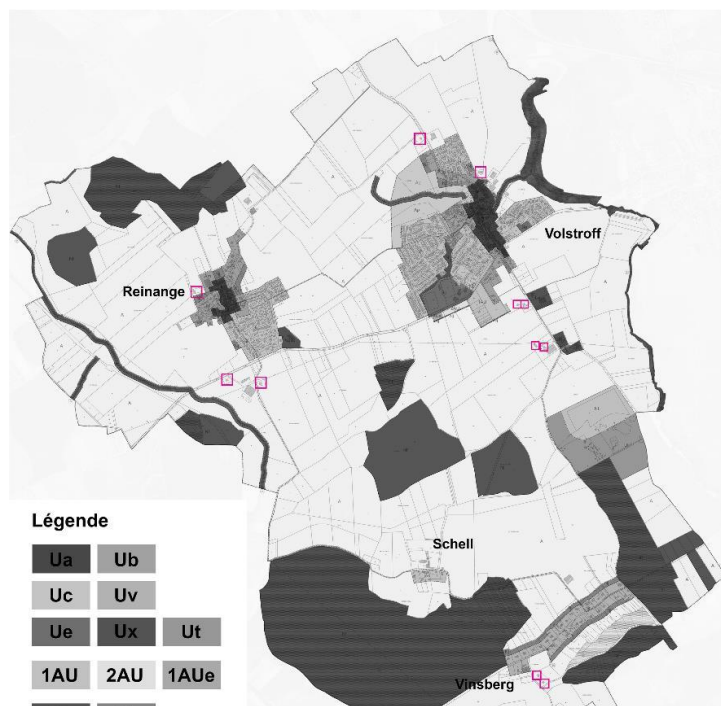 Volstroff
Reinange
Schell
Vinsberg
Légende
Ua Ub
Uc Uv
Ue Ux Ut
1AU 2AU 1AUe